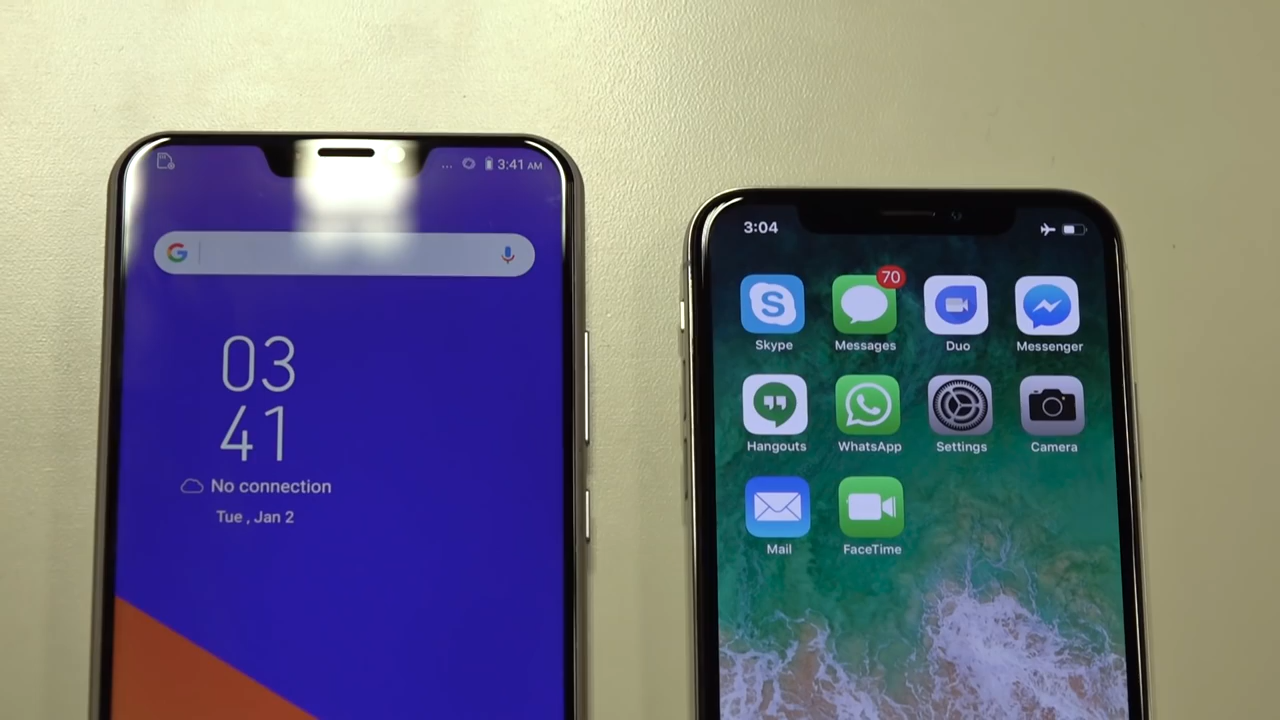 ... 3:41 AM
G
03
41
No connection
Tue , Jan 2
3:04
70
Skype Messages Duo Messenger
Hangouts WhatsApp Settings Camera
Mail FaceTime